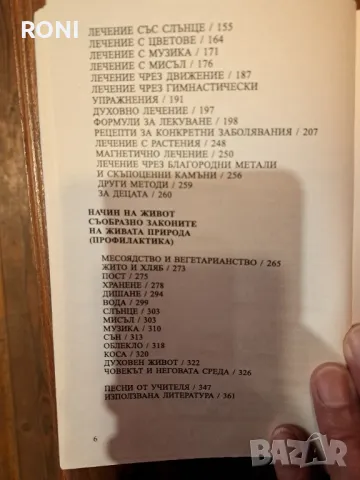 RONI
ЛЕЧЕНИЕ СЪС СЛЪНЦЕ / 155
ЛЕЧЕНИЕ С ЦВЕТОВЕ / 164
ЛЕЧЕНИЕ С МУЗИКА / 171
ЛЕЧЕНИЕ С МИСЪЛ / 176
ЛЕЧЕНИЕ ЧРЕЗ ДВИЖЕНИЕ / 187
ЛЕЧЕНИЕ ЧРЕЗ ГИМНАСТИЧЕСКИ
УПРАЖНЕНИЯ / 191
ДУХОВНО ЛЕЧЕНИЕ / 197
ФОРМУЛИ ЗА ЛЕКУВАНЕ / 198
РЕЦЕПТИ ЗА КОНКРЕТНИ ЗАБОЛЯВАНИЯ / 207
ЛЕЧЕНИЕ С РАСТЕНИЯ / 248
МАГНЕТИЧНО ЛЕЧЕНИЕ / 250
ЛЕЧЕНИЕ ЧРЕЗ БЛАГОРОДНИ МЕТАЛИ
И СКЪПОЦЕННИ КАМЪНИ / 256
ДРУГИ МЕТОДИ / 259
ЗА ДЕЦАТА / 260
НАЧИН НА ЖИВОТ
СЪОБРАЗНО ЗАКОНИТЕ
НА ЖИВАТА ПРИРОДА
(ПРОФИЛАКТИКА)
МЕСОЯДСТВО И ВЕГЕТАРИАНСТВО / 265
ЖИТО И ХЛЯБ / 273
ПОСТ / 275
ХРАНЕНЕ / 278
ДИШАНЕ / 294
ВОДА / 299
СЛЪНЦЕ / 303
МИСЪЛ / 303
МУЗИКА / 310
СЪН / 313
ОБЛЕКЛО / 318
КОСА / 320
ДУХОВЕН ЖИВОТ / 322
ЧОВЕКЪТ И НЕГОВАТА СРЕДА / 326
ПЕСНИ ОТ УЧИТЕЛЯ / 347
ИЗПОЛЗВАНА ЛИТЕРАТУРА / 361
6
BAZAR